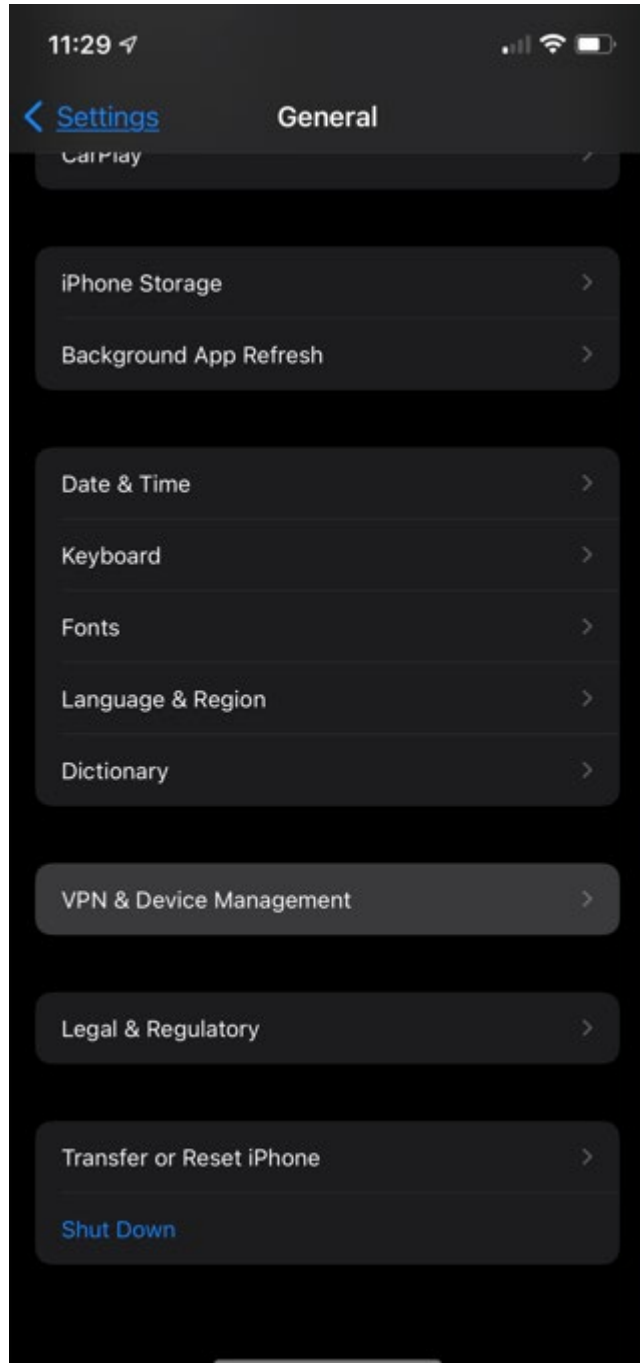 11:29
Settings
General
CarPlay
iPhone Storage
Background App Refresh
Date & Time
Keyboard
Fonts
Language & Region
Dictionary
VPN & Device Management
Legal & Regulatory
Transfer or Reset iPhone
Shut Down